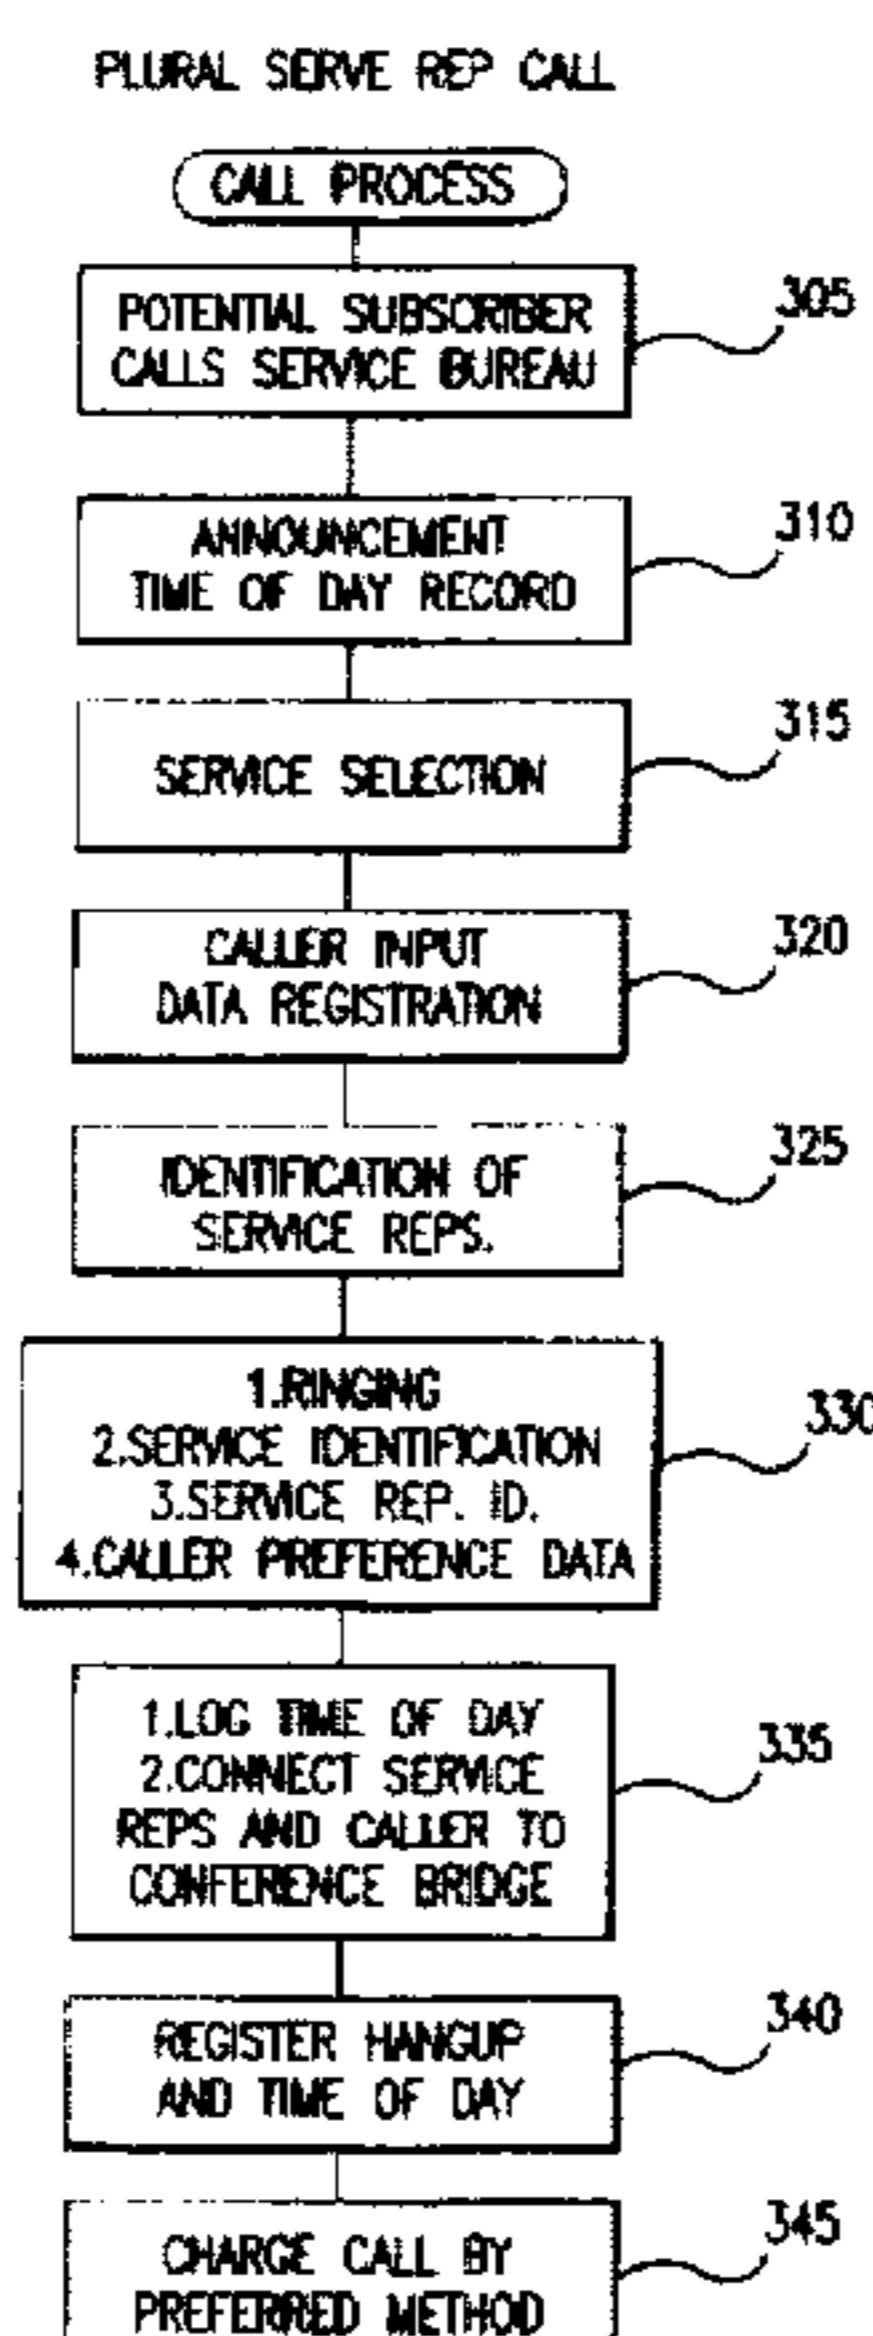 PLURAL SERVE REP CALL
CALL PROCESS
POTENTIAL SUBSCRIBER
CALLS SERVICE BUREAU
305
ANNOUNCEMENT
TIME OF DAY RECORD
310
SERVICE SELECTION
315
CALLER INPUT
DATA REGISTRATION
320
IDENTIFICATION OF
SERVICE REPS.
325
1.RINGING
2.SERVICE IDENTIFICATION
3.SERVICE REP. ID.
4.CALLER PREFERENCE DATA
330
1.LOG TIME OF DAY
2.CONNECT SERVICE
REPS AND CALLER TO
CONFERENCE BRIDGE
335
REGISTER HANGUP
AND TIME OF DAY
340
CHARGE CALL BY
PREFERRED METHOD
345